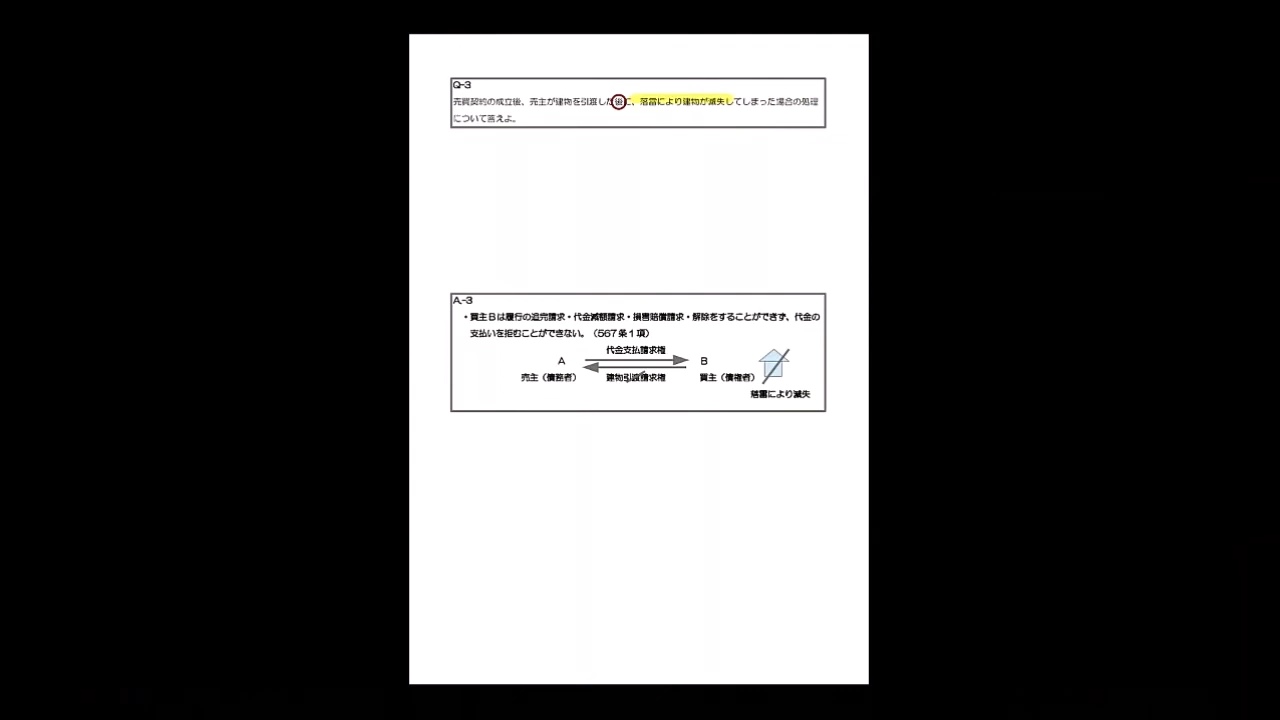 Q-3
売買契約の成立後、売主が建物を引渡した後に、落雷により建物が滅失してしまった場合の処理
について答えよ。
A-3
・買主Bは履行の追完請求・代金減額請求・損害賠償請求・解除をすることができず、代金の
支払いを拒むことができない。（567条1項）
代金支払請求権
A B
売主（債務者） 建物引渡請求権 買主（債権者）
落雷により滅失